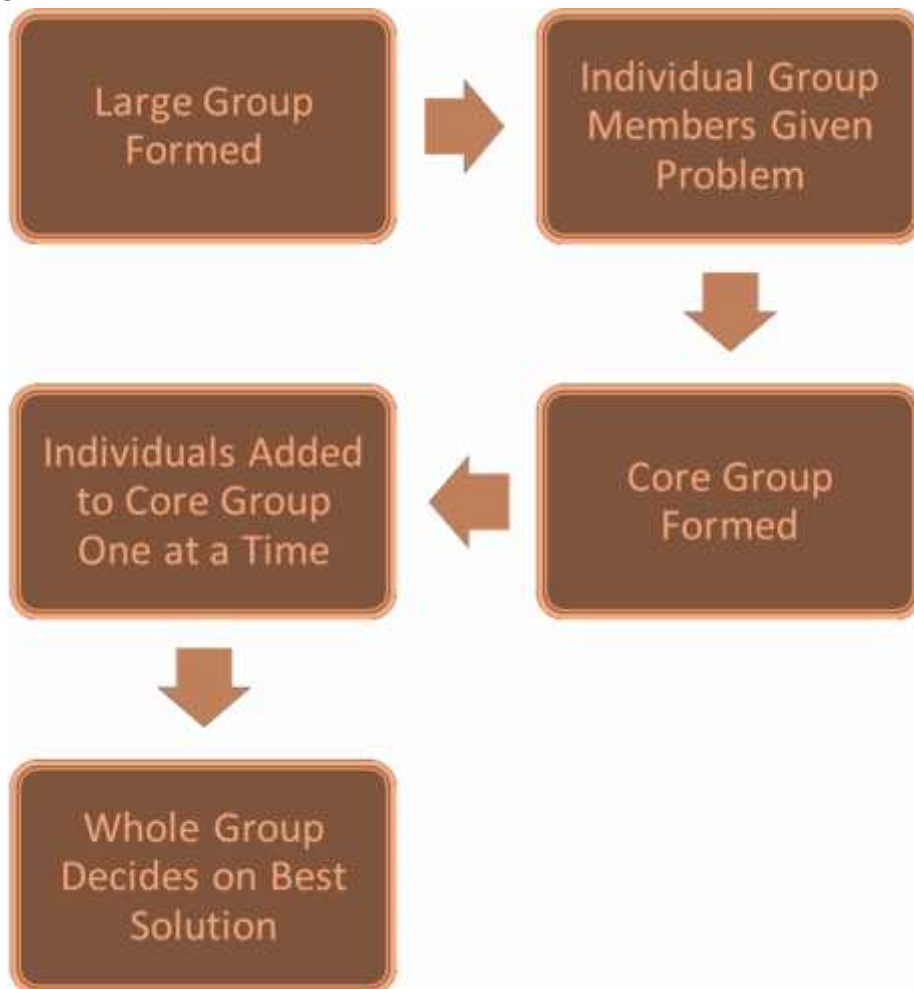 Large Group
Formed
Individual Group
Members Given
Problem
Core Group
Formed
Individuals Added
to Core Group
One at a Time
Whole Group
Decides on Best
Solution